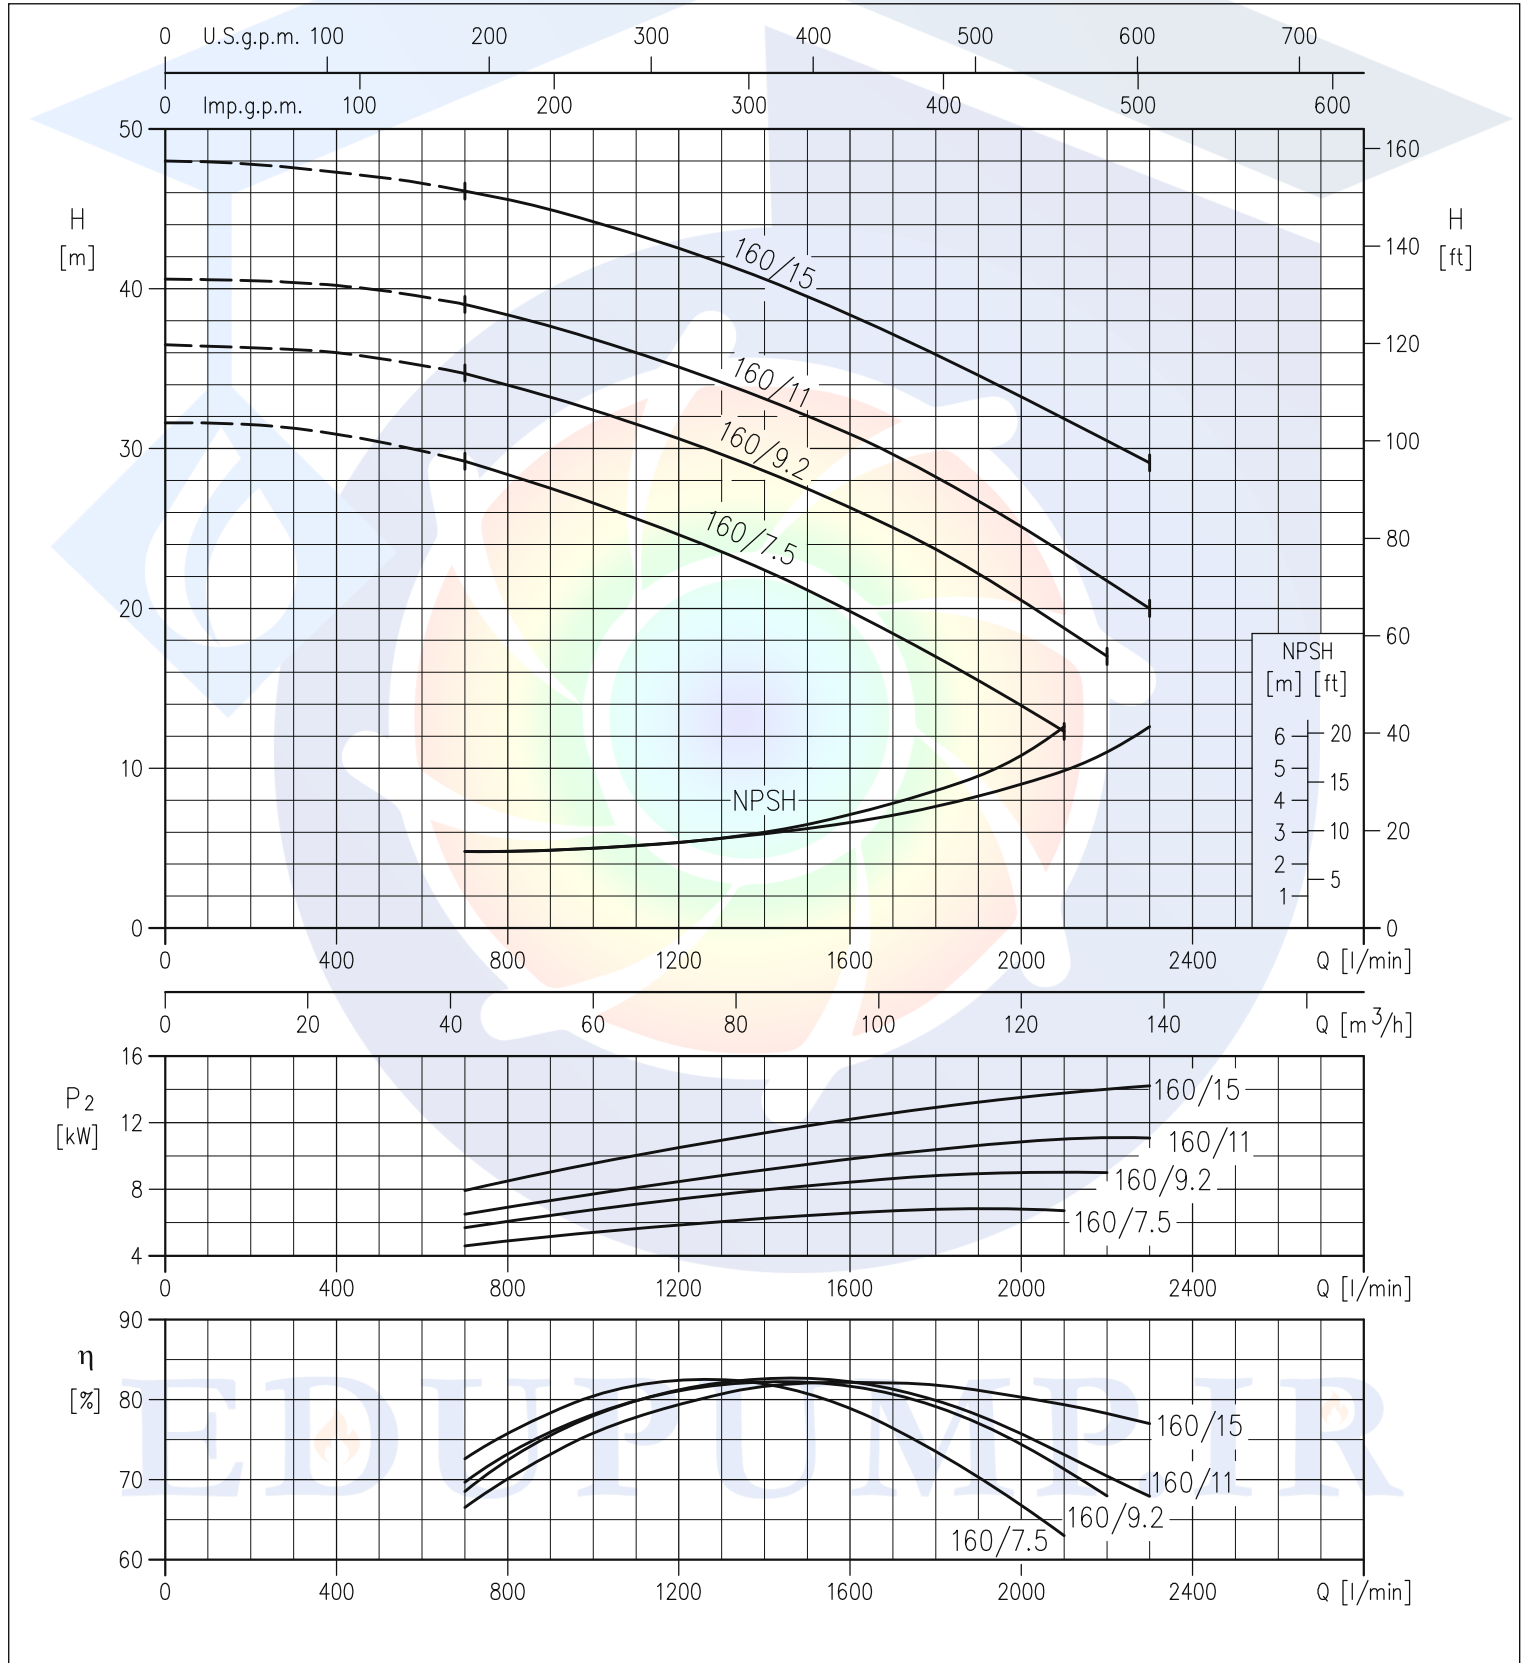 0 U.S.g.p.m. 100 200 300 400 500 600 700
0 Imp.g.p.m. 100 200 300 400 500 600
50 160
H H
[m] 140 [ft]
160/15
40
120
160/11
160/9.2
30 100
160/7.5
80
20
60
NPSH
[m] [ft]
6 20 40
10 5 15
NPSH 4
3 10 20
2
5
1
0 0
0 400 800 1200 1600 2000 2400 Q [l/min]
0 20 40 60 80 100 120 140 Q [m³/h]
16
P2 160/15
[kW] 12
160/11
8 160/9.2
160/7.5
4
0 400 800 1200 1600 2000 2400 Q [l/min]
90
η
[%] 80
160/15
EDUPUMP.IR
70 160/11
160/9.2
160/7.5
60
0 400 800 1200 1600 2000 2400 Q [l/min]